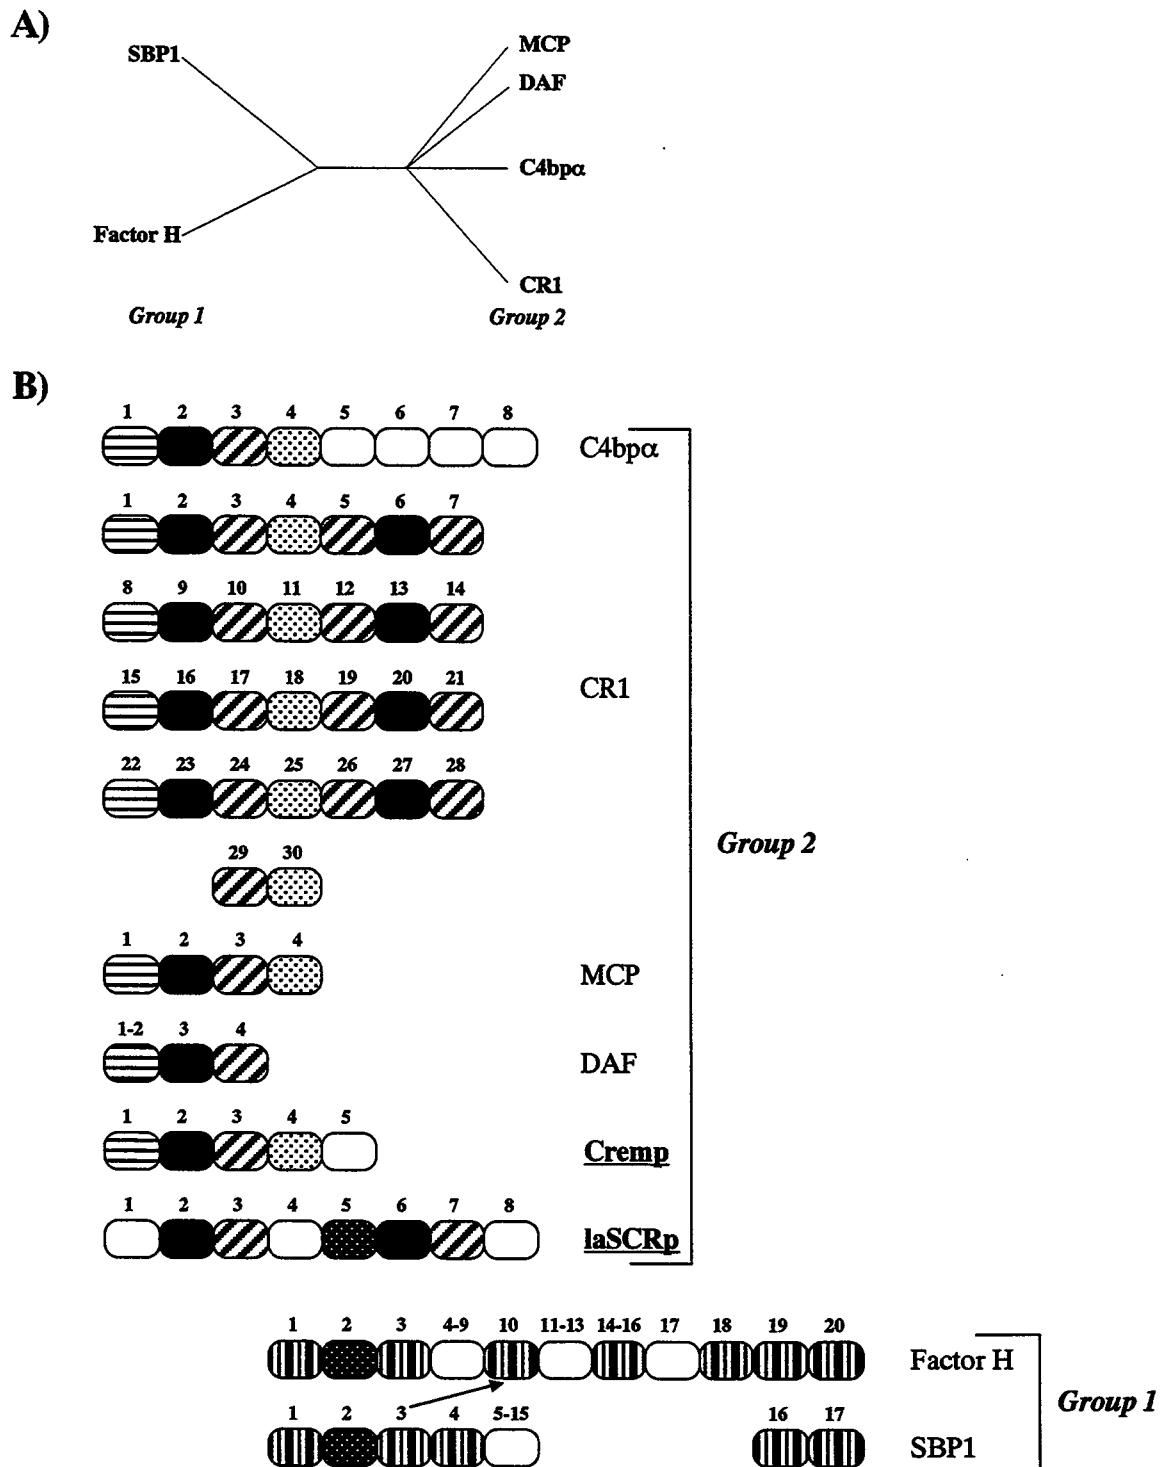 A)
SBP1
MCP
DAF
C4bpα
Factor H
CR1
Group 1
Group 2
B)
1 2 3 4 5 6 7 8
C4bpα
1 2 3 4 5 6 7
8 9 10 11 12 13 14
15 16 17 18 19 20 21
CR1
22 23 24 25 26 27 28
Group 2
29 30
1 2 3 4
MCP
1-2 3 4
DAF
1 2 3 4 5
Cremp
1 2 3 4 5 6 7 8
laSCRp
1 2 3 4-9 10 11-13 14-16 17 18 19 20
Factor H
Group 1
1 2 3 4 5-15 16 17
SBP1